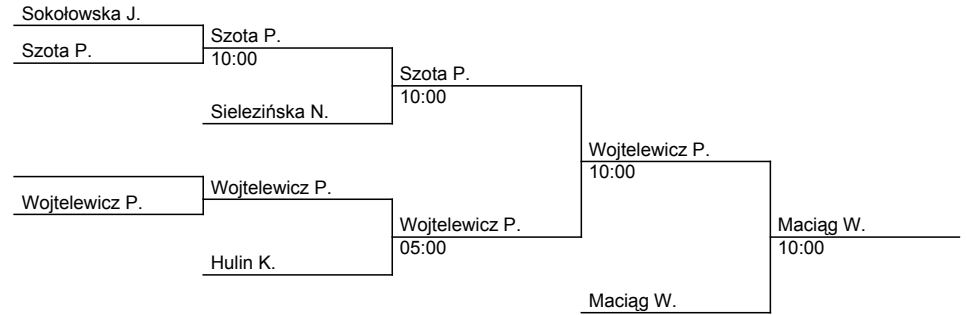 Sokołowska J.
Szota P.
Szota P.
10:00
Szota P.
10:00
Sielezińska N.
Wojtelewicz P.
10:00
Wojtelewicz P.
Wojtelewicz P.
Wojtelewicz P.
05:00
Maciąg W.
10:00
Hulin K.
Maciąg W.